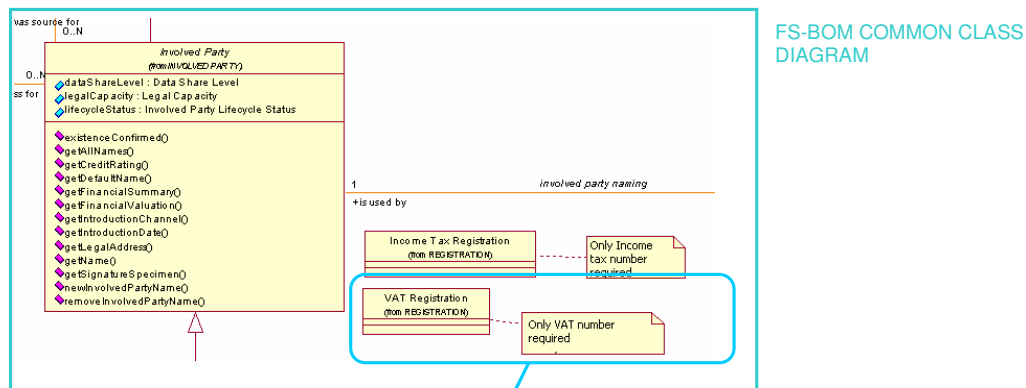 was source for
0..N
FS-BOM COMMON CLASS
DIAGRAM
Involved Party
(from INVOLVED PARTY)
0..N
ss for
dataShareLevel : Data Share Level
legalCapacity : Legal Capacity
lifecycleStatus : Involved Party Lifecycle Status
existenceConfirmed()
getAllNames()
getCreditRating()
getDefaultName()
getFinancialSummary()
getFinancialValuation()
getIntroductionChannel()
getIntroductionDate()
getLegalAddress()
getName()
getSignatureSpecimen()
newInvolvedPartyName()
removeInvolvedPartyName()
1
involved party naming
+is used by
Income Tax Registration
(from REGISTRATION)
Only Income
tax number
required
VAT Registration
(from REGISTRATION)
Only VAT number
required